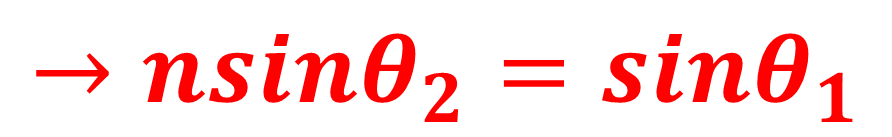 → nsinθ₂ = sinθ₁